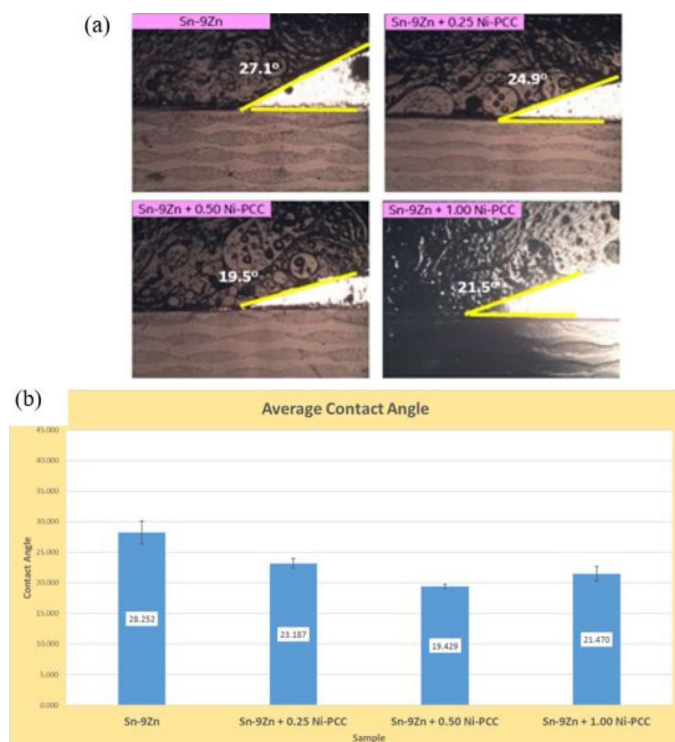 (a)
Sn-9Zn
27.1⁰
Sn-9Zn + 0.25 Ni-PCC
24.9⁰
Sn-9Zn + 0.50 Ni-PCC
19.5⁰
Sn-9Zn + 1.00 Ni-PCC
21.5⁰
(b)
Average Contact Angle
Contact Angle
45.000
40.000
35.000
30.000
25.000
20.000
15.000
10.000
5.000
0.000
28.252
23.187
19.429
21.470
Sn-9Zn
Sn-9Zn + 0.25 Ni-PCC
Sn-9Zn + 0.50 Ni-PCC
Sn-9Zn + 1.00 Ni-PCC
Sample